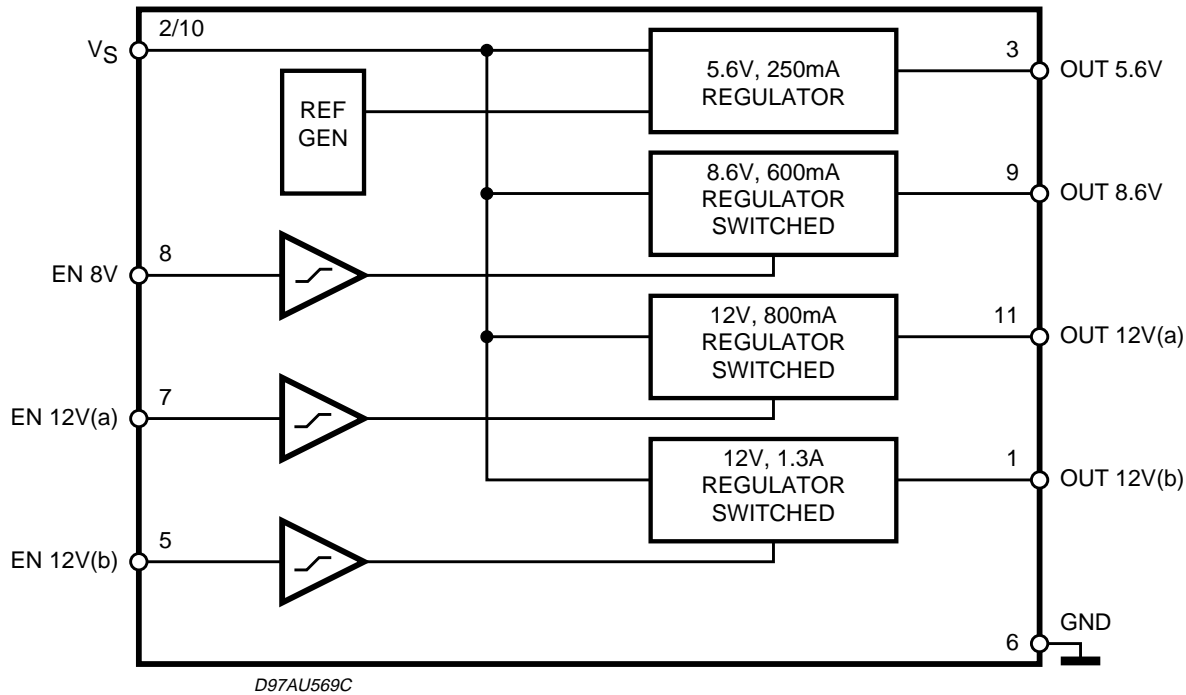 2/10
VS
5.6V, 250mA
REGULATOR
3
OUT 5.6V
REF
GEN
8.6V, 600mA
REGULATOR
SWITCHED
9
OUT 8.6V
8
EN 8V
12V, 800mA
REGULATOR
SWITCHED
11
OUT 12V(a)
7
EN 12V(a)
12V, 1.3A
REGULATOR
SWITCHED
1
OUT 12V(b)
5
EN 12V(b)
6
GND
D97AU569C